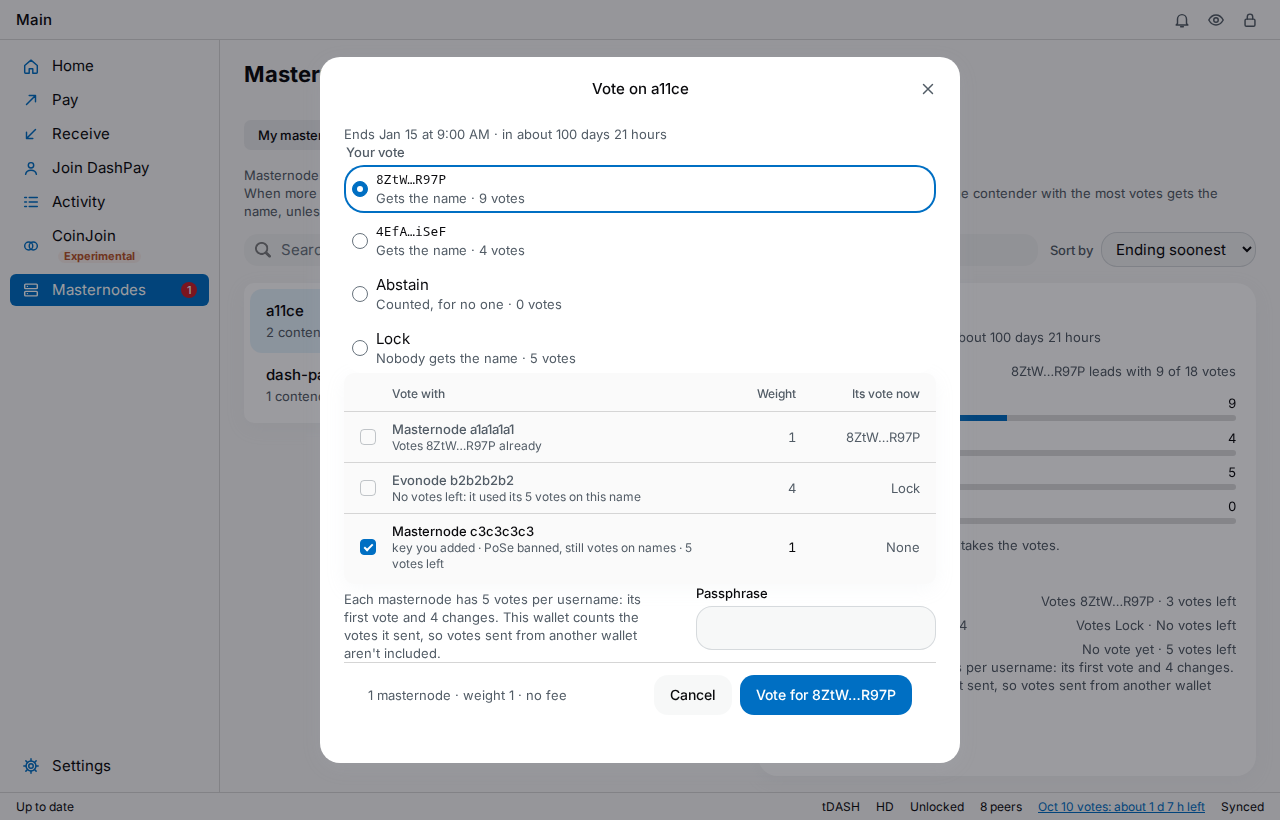 Main
Home
Pay
Receive
Join DashPay
Activity
CoinJoin
Experimental
Masternodes
1
Settings
Master
My master
Masternode
When more
e contender with the most votes gets the
name, unles
Searc
Sort by
Ending soonest
a11ce
2 conten
dash-pa
1 conten
bout 100 days 21 hours
8ZtW…R97P leads with 9 of 18 votes
9
4
5
0
takes the votes.
Votes 8ZtW…R97P · 3 votes left
4
Votes Lock · No votes left
No vote yet · 5 votes left
s per username: its first vote and 4 changes.
t sent, so votes sent from another wallet
Vote on a11ce
Ends Jan 15 at 9:00 AM · in about 100 days 21 hours
Your vote
8ZtW…R97P
Gets the name · 9 votes
4EfA…iSeF
Gets the name · 4 votes
Abstain
Counted, for no one · 0 votes
Lock
Nobody gets the name · 5 votes
Vote with
Weight
Its vote now
Masternode a1a1a1a1
Votes 8ZtW…R97P already
1
8ZtW…R97P
Evonode b2b2b2b2
No votes left: it used its 5 votes on this name
4
Lock
Masternode c3c3c3c3
key you added · PoSe banned, still votes on names · 5
votes left
1
None
Each masternode has 5 votes per username: its
first vote and 4 changes. This wallet counts the
votes it sent, so votes sent from another wallet
aren't included.
Passphrase
1 masternode · weight 1 · no fee
Cancel
Vote for 8ZtW…R97P
Up to date
tDASH
HD
Unlocked
8 peers
Oct 10 votes: about 1 d 7 h left
Synced